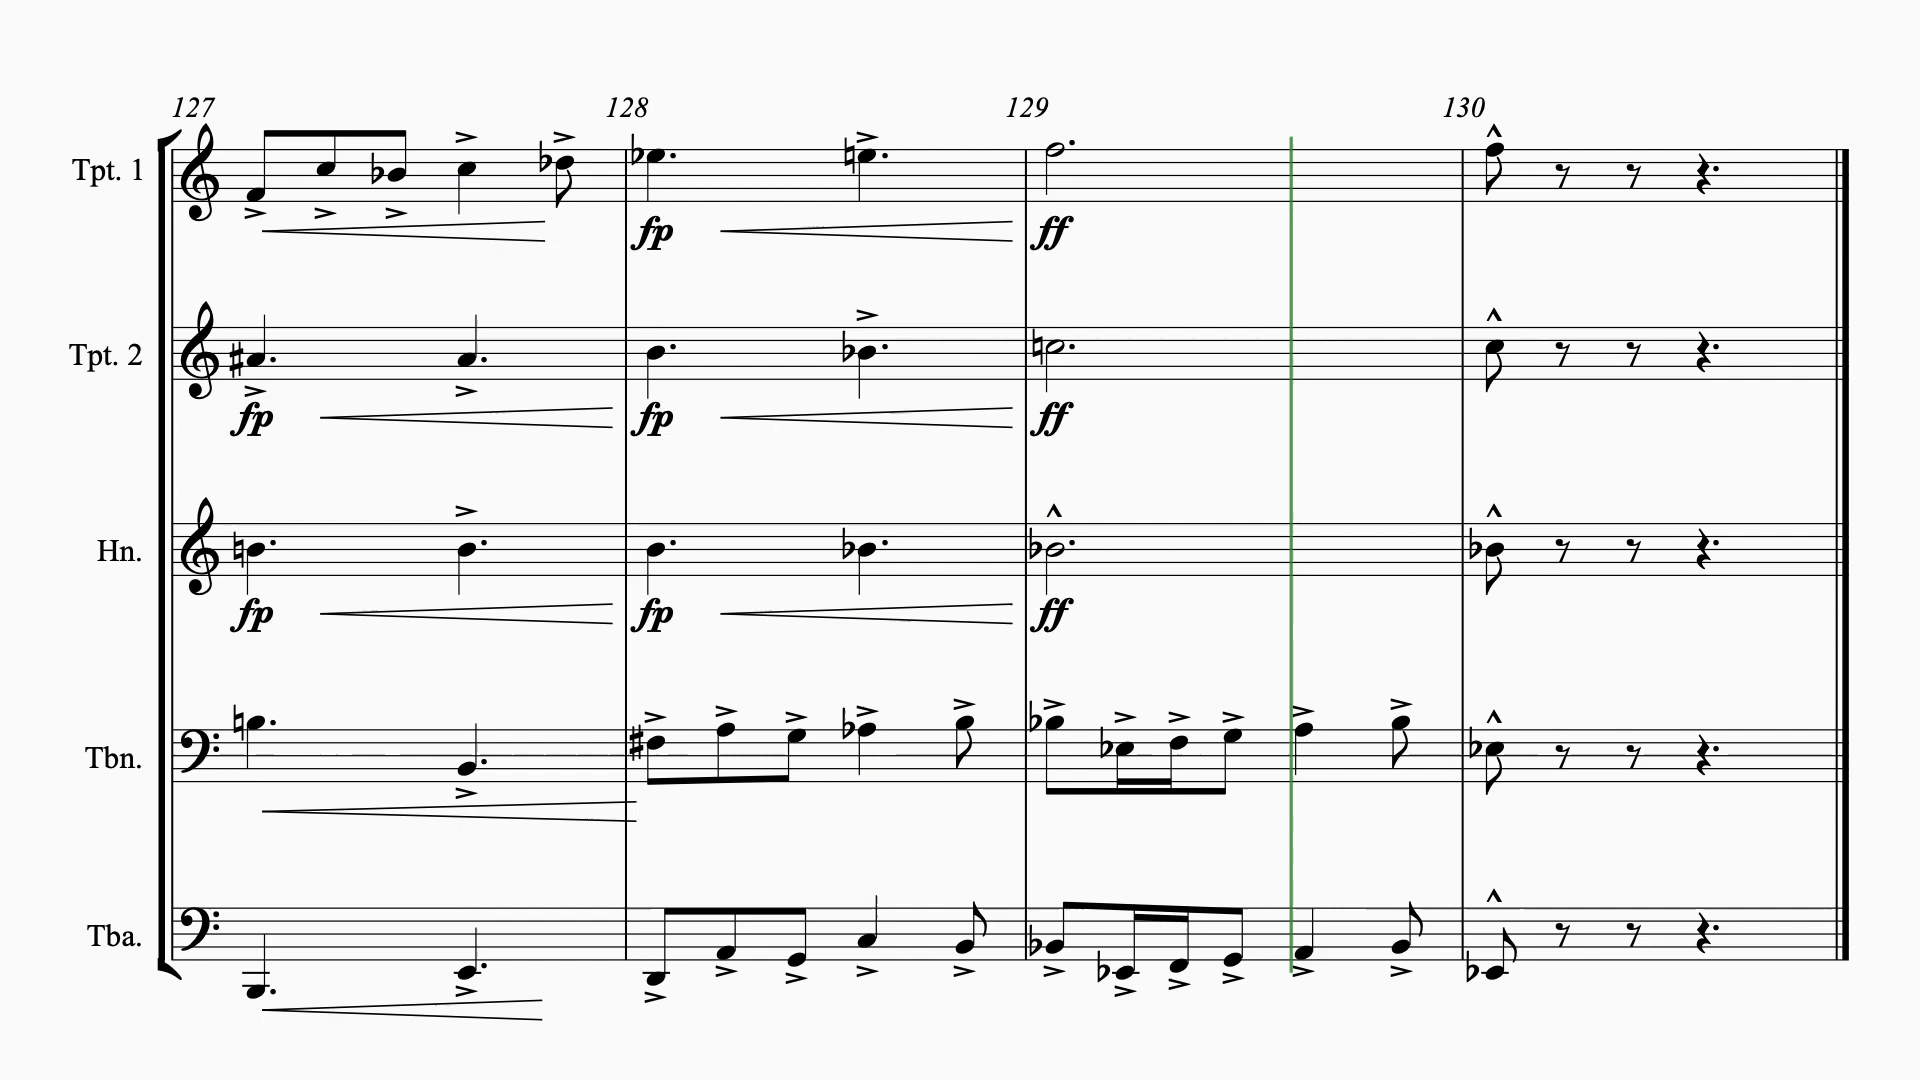 127 128 129 130
Tpt. 1
fp ff
Tpt. 2
fp fp ff
Hn.
fp fp ff
Tbn.
Tba.